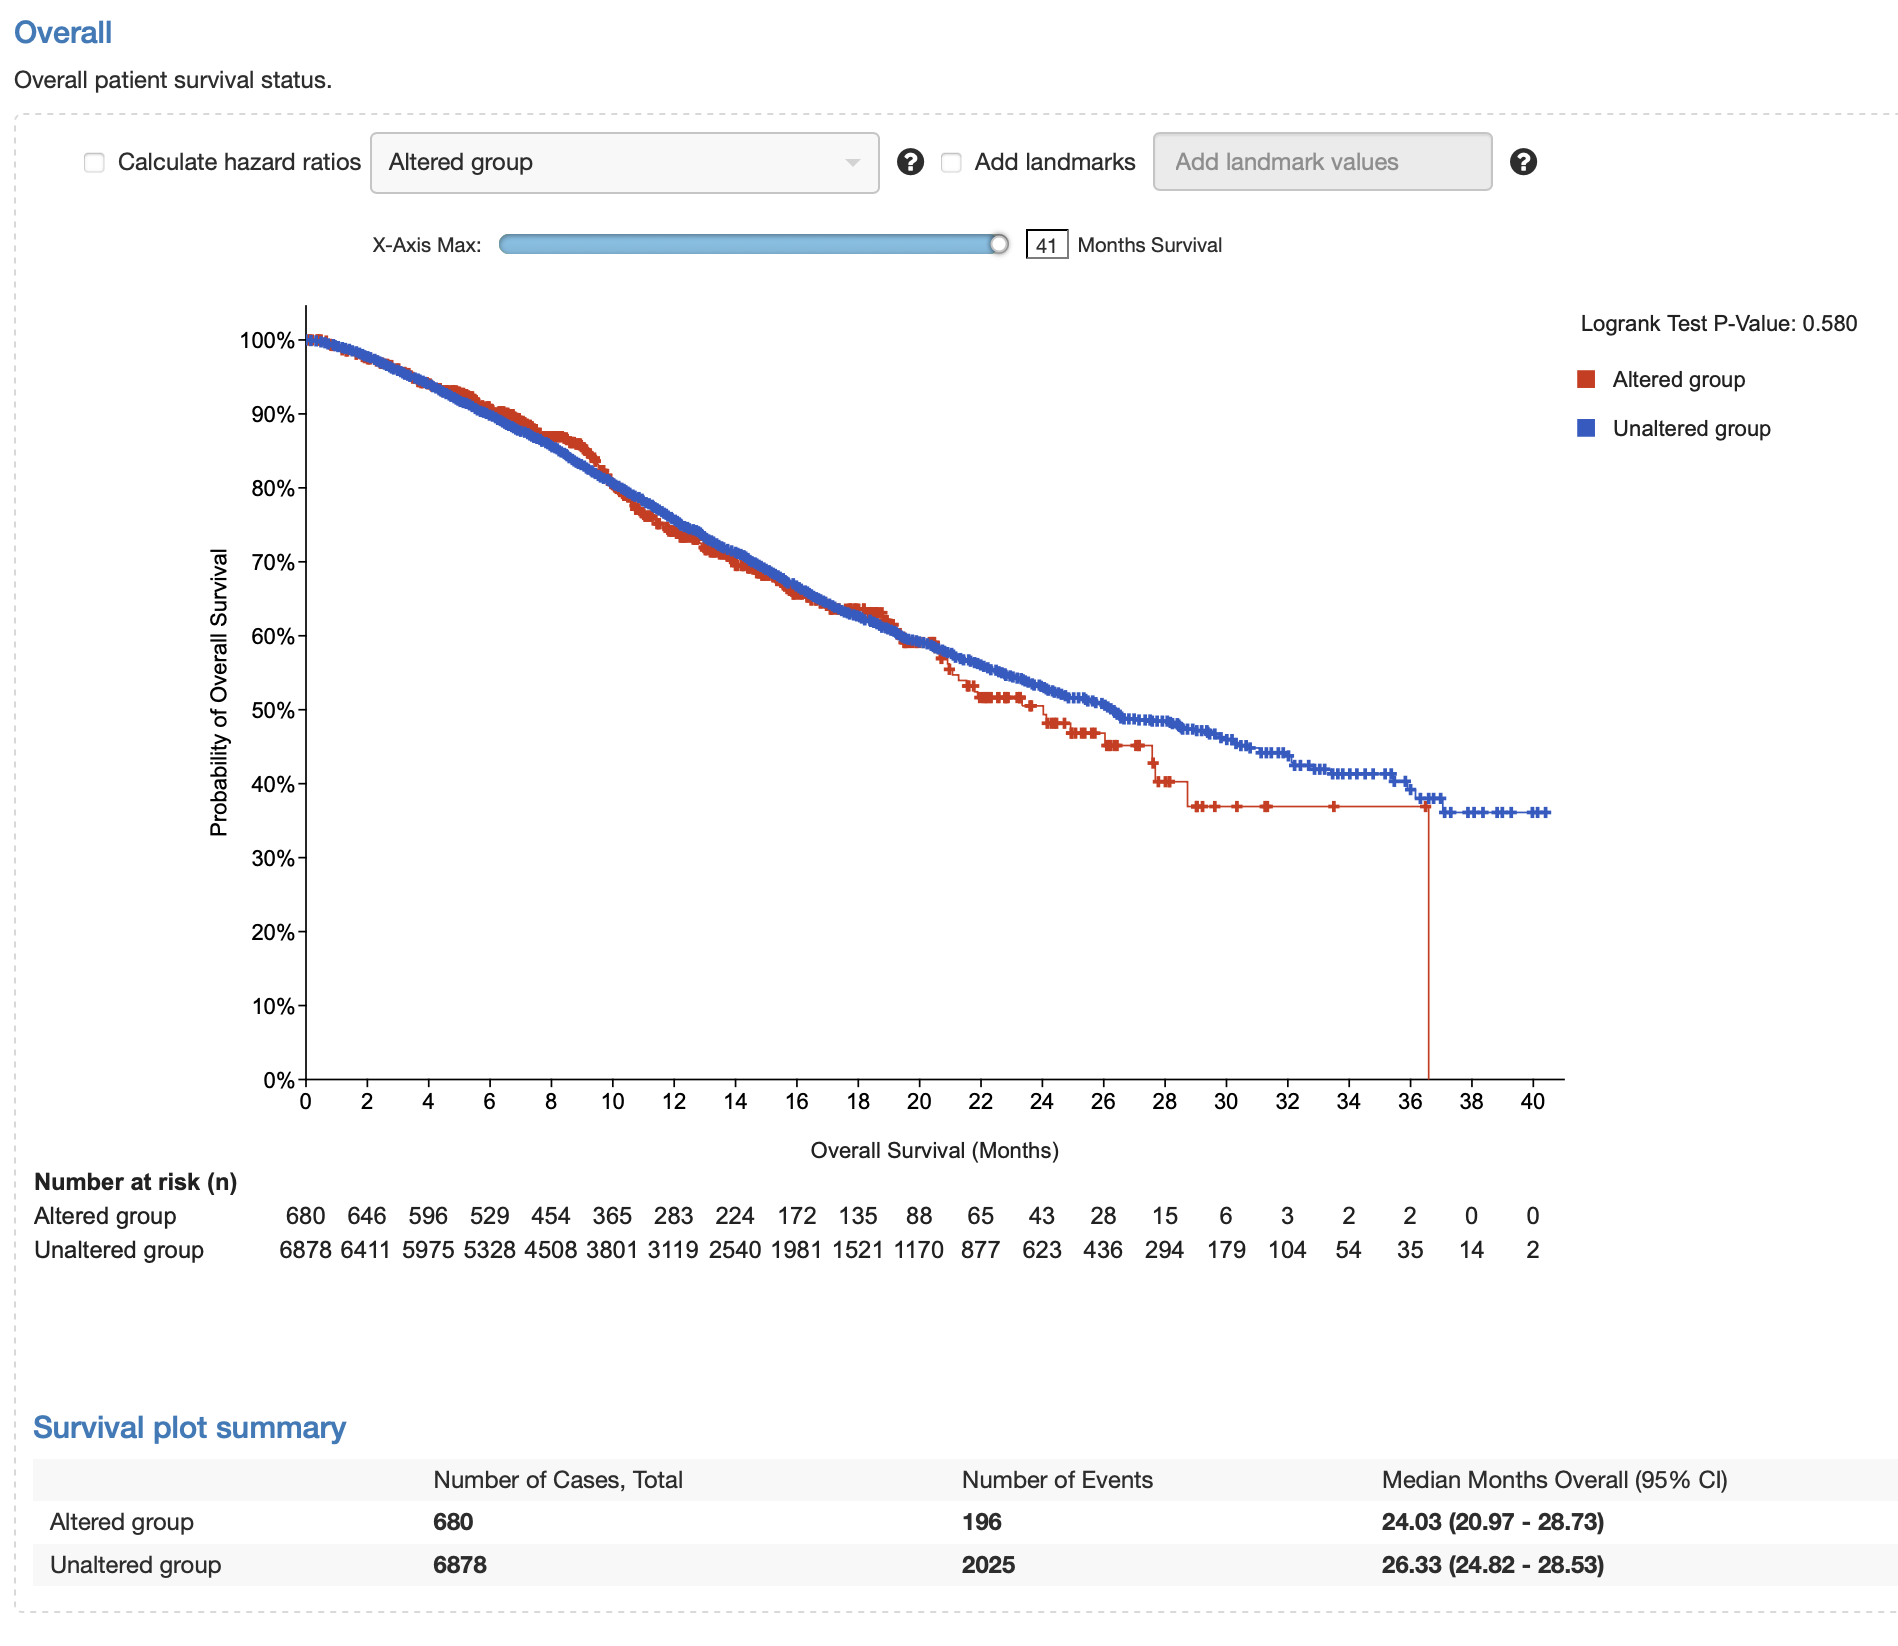 Overall
Overall patient survival status.
Calculate hazard ratios Altered group ? Add landmarks Add landmark values ?
X-Axis Max: 41 Months Survival
Logrank Test P-Value: 0.580
Altered group
Unaltered group
Probability of Overall Survival
100%
90%
80%
70%
60%
50%
40%
30%
20%
10%
0%
0 2 4 6 8 10 12 14 16 18 20 22 24 26 28 30 32 34 36 38 40
Overall Survival (Months)
Number at risk (n)
Altered group 680 646 596 529 454 365 283 224 172 135 88 65 43 28 15 6 3 2 2 0 0
Unaltered group 6878 6411 5975 5328 4508 3801 3119 2540 1981 1521 1170 877 623 436 294 179 104 54 35 14 2
Survival plot summary
Number of Cases, Total Number of Events Median Months Overall (95% CI)
Altered group 680 196 24.03 (20.97 - 28.73)
Unaltered group 6878 2025 26.33 (24.82 - 28.53)